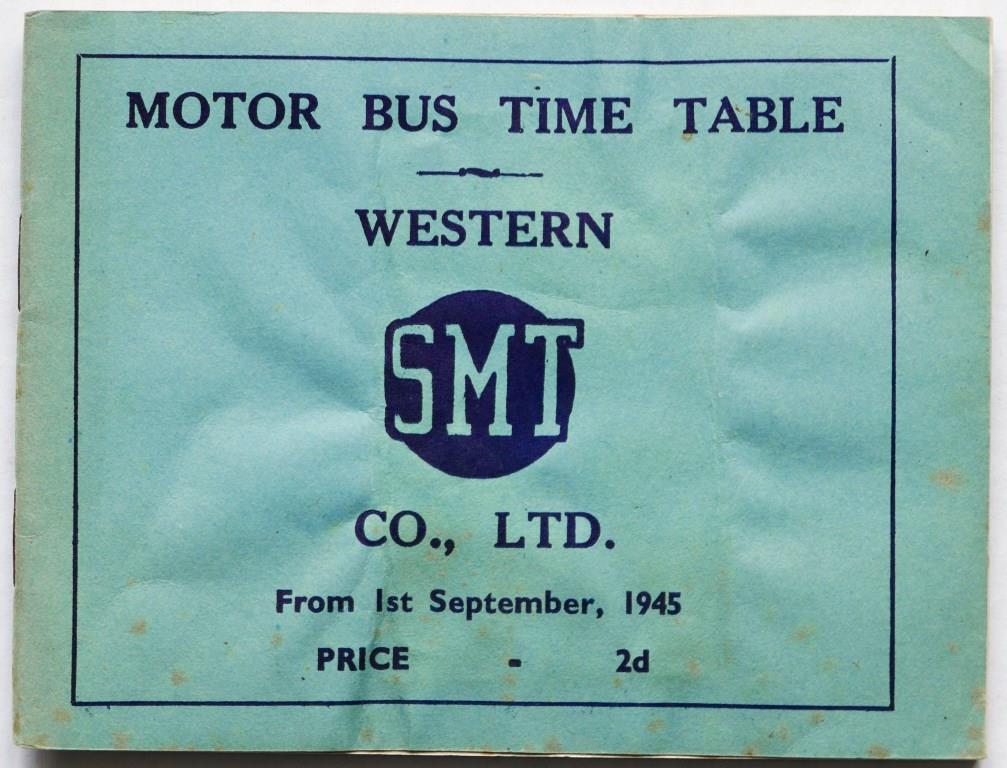 MOTOR BUS TIME TABLE
WESTERN
SMT
CO., LTD.
From 1st September, 1945
PRICE - 2d